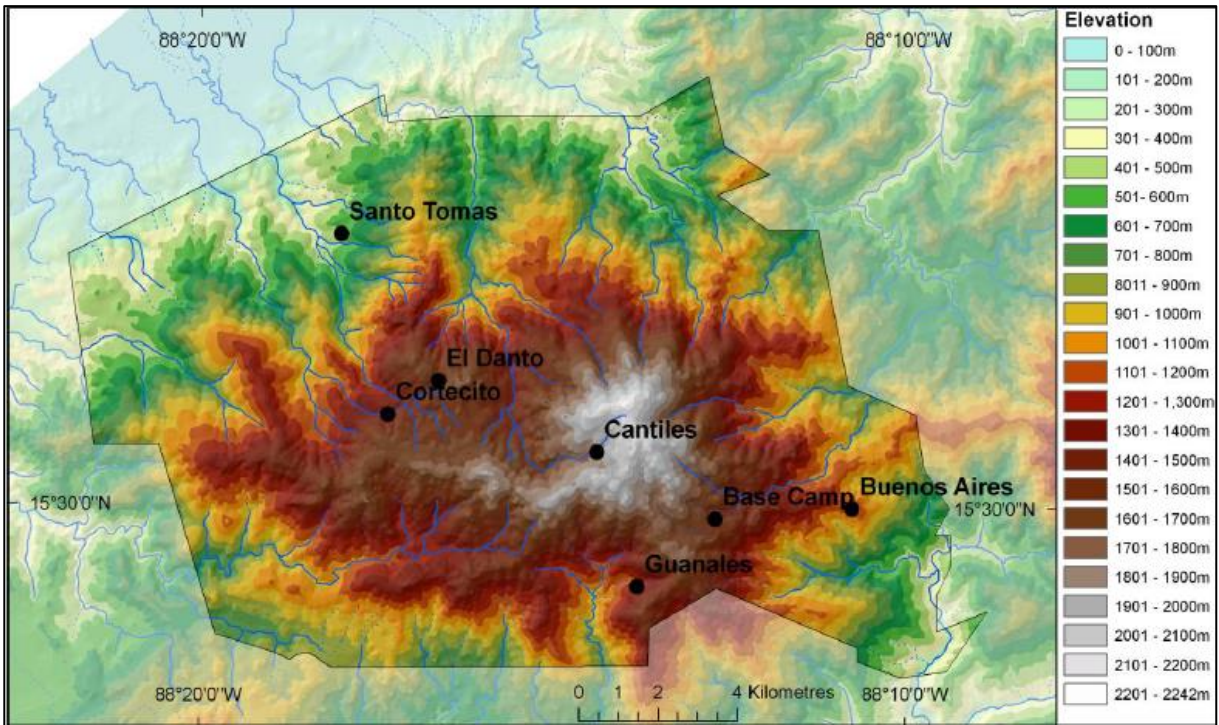 88°20'0"W
88°10'0"W
Santo Tomas
El Danto
Cortecito
Cantiles
Base Camp
Buenos Aires
15°30'0"N
15°30'0"N
Guanales
88°20'0"W
0 1 2 4 Kilometres
88°10'0"W
Elevation
0 - 100m
101 - 200m
201 - 300m
301 - 400m
401 - 500m
501- 600m
601 - 700m
701 - 800m
8011 - 900m
901 - 1000m
1001 - 1100m
1101 - 1200m
1201 - 1,300m
1301 - 1400m
1401 - 1500m
1501 - 1600m
1601 - 1700m
1701 - 1800m
1801 - 1900m
1901 - 2000m
2001 - 2100m
2101 - 2200m
2201 - 2242m